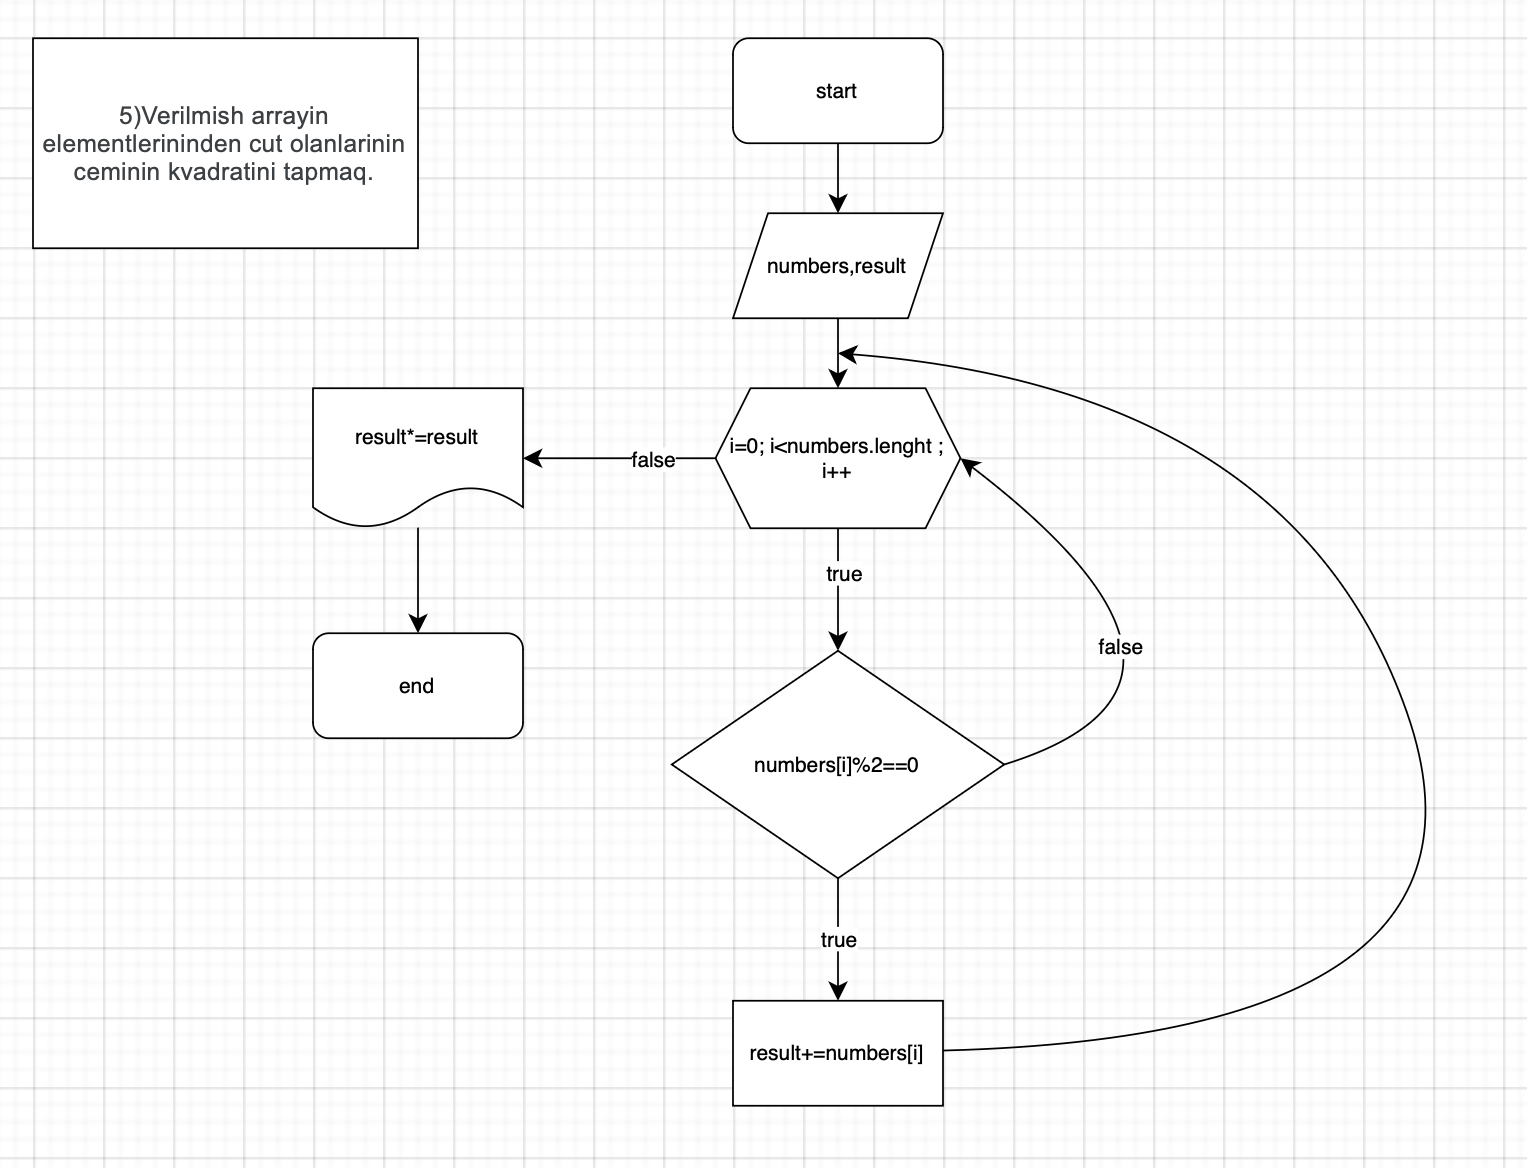 5)Verilmish arrayin
elementlerininden cut olanlarinin
ceminin kvadratini tapmaq.
start
numbers,result
i=0; i<numbers.lenght ;
i++
false
result*=result
end
true
false
numbers[i]%2==0
true
result+=numbers[i]